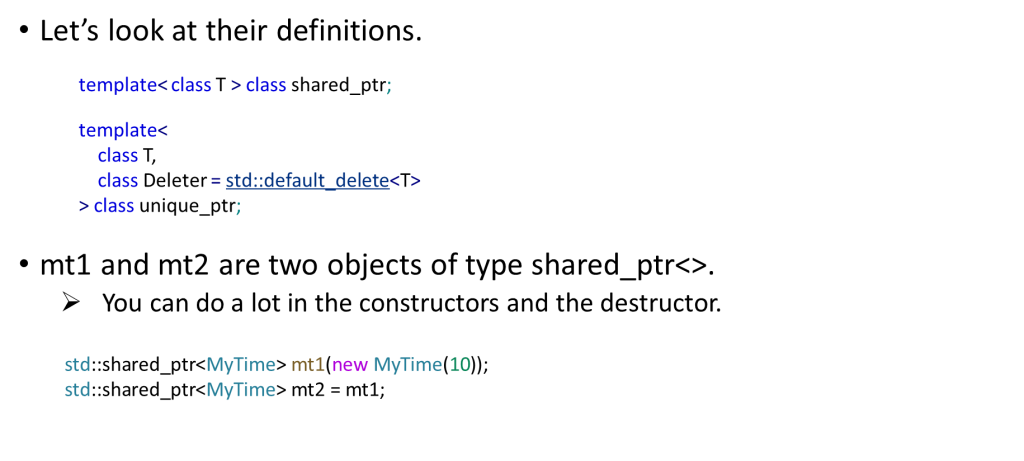 • Let's look at their definitions.
template< class T > class shared_ptr;
template<
class T,
class Deleter = std::default_delete<T>
> class unique_ptr;
• mt1 and mt2 are two objects of type shared_ptr<>.
➢ You can do a lot in the constructors and the destructor.
std::shared_ptr<MyTime> mt1(new MyTime(10));
std::shared_ptr<MyTime> mt2 = mt1;